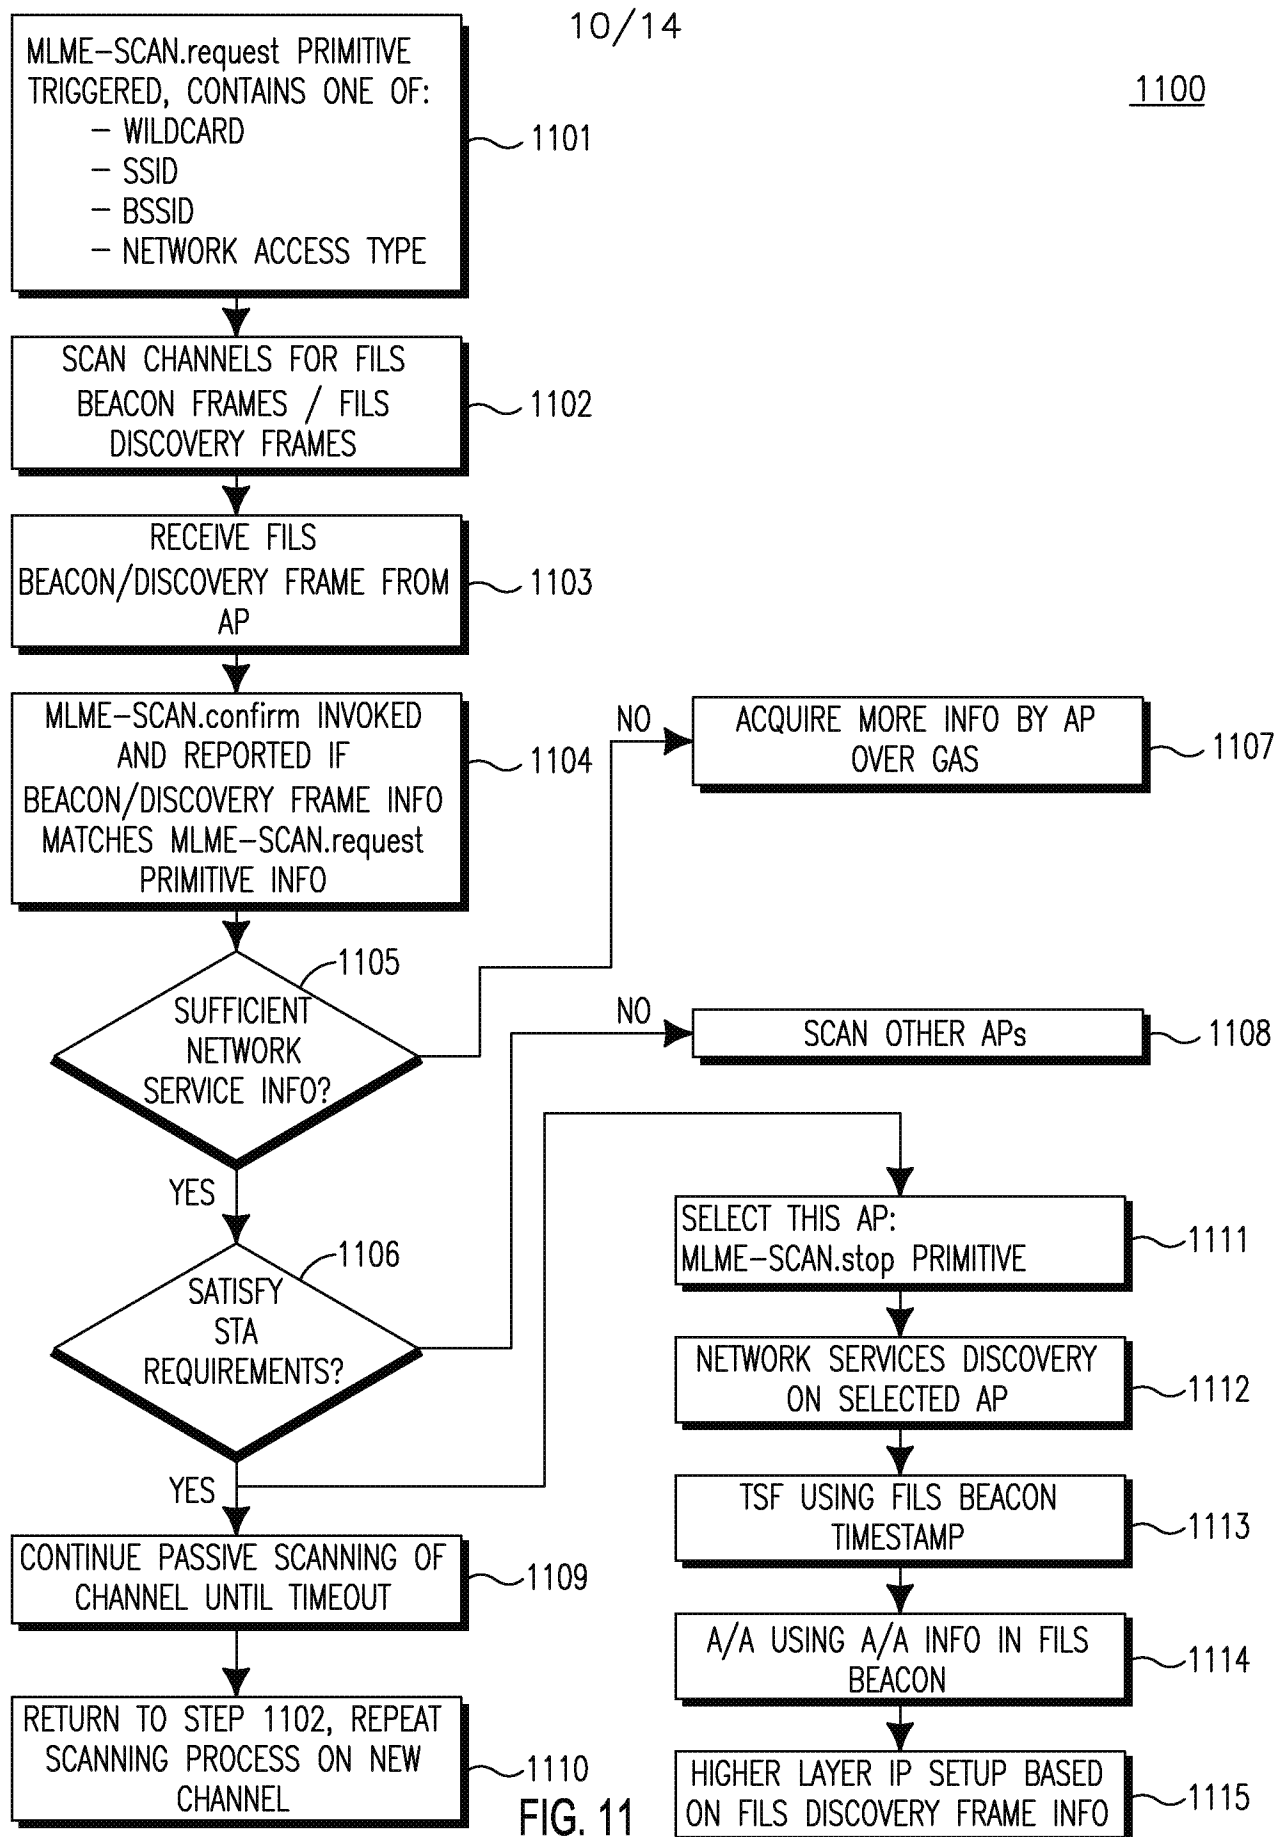 10/14
1100
MLME-SCAN.request PRIMITIVE
TRIGGERED, CONTAINS ONE OF:
- WILDCARD
- SSID
- BSSID
- NETWORK ACCESS TYPE
1101
SCAN CHANNELS FOR FILS
BEACON FRAMES / FILS
DISCOVERY FRAMES
1102
RECEIVE FILS
BEACON/DISCOVERY FRAME FROM
AP
1103
MLME-SCAN.confirm INVOKED
AND REPORTED IF
BEACON/DISCOVERY FRAME INFO
MATCHES MLME-SCAN.request
PRIMITIVE INFO
1104
SUFFICIENT
NETWORK
SERVICE INFO?
1105
NO
ACQUIRE MORE INFO BY AP
OVER GAS
1107
YES
SATISFY
STA
REQUIREMENTS?
1106
NO
SCAN OTHER APs
1108
YES
CONTINUE PASSIVE SCANNING OF
CHANNEL UNTIL TIMEOUT
1109
RETURN TO STEP 1102, REPEAT
SCANNING PROCESS ON NEW
CHANNEL
1110
SELECT THIS AP:
MLME-SCAN.stop PRIMITIVE
1111
NETWORK SERVICES DISCOVERY
ON SELECTED AP
1112
TSF USING FILS BEACON
TIMESTAMP
1113
A/A USING A/A INFO IN FILS
BEACON
1114
HIGHER LAYER IP SETUP BASED
ON FILS DISCOVERY FRAME INFO
1115
FIG. 11